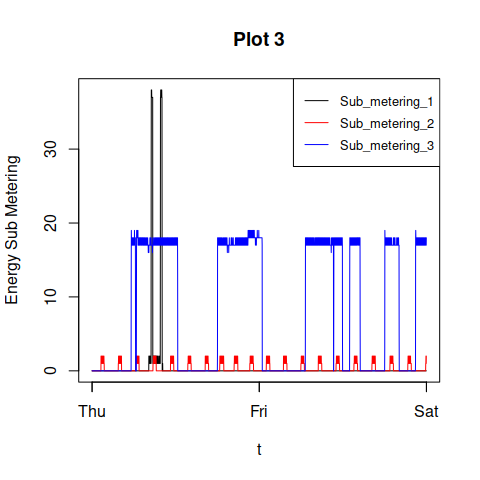 Plot 3
Sub_metering_1
Sub_metering_2
Sub_metering_3
Energy Sub Metering
30
20
10
0
Thu Fri Sat
t